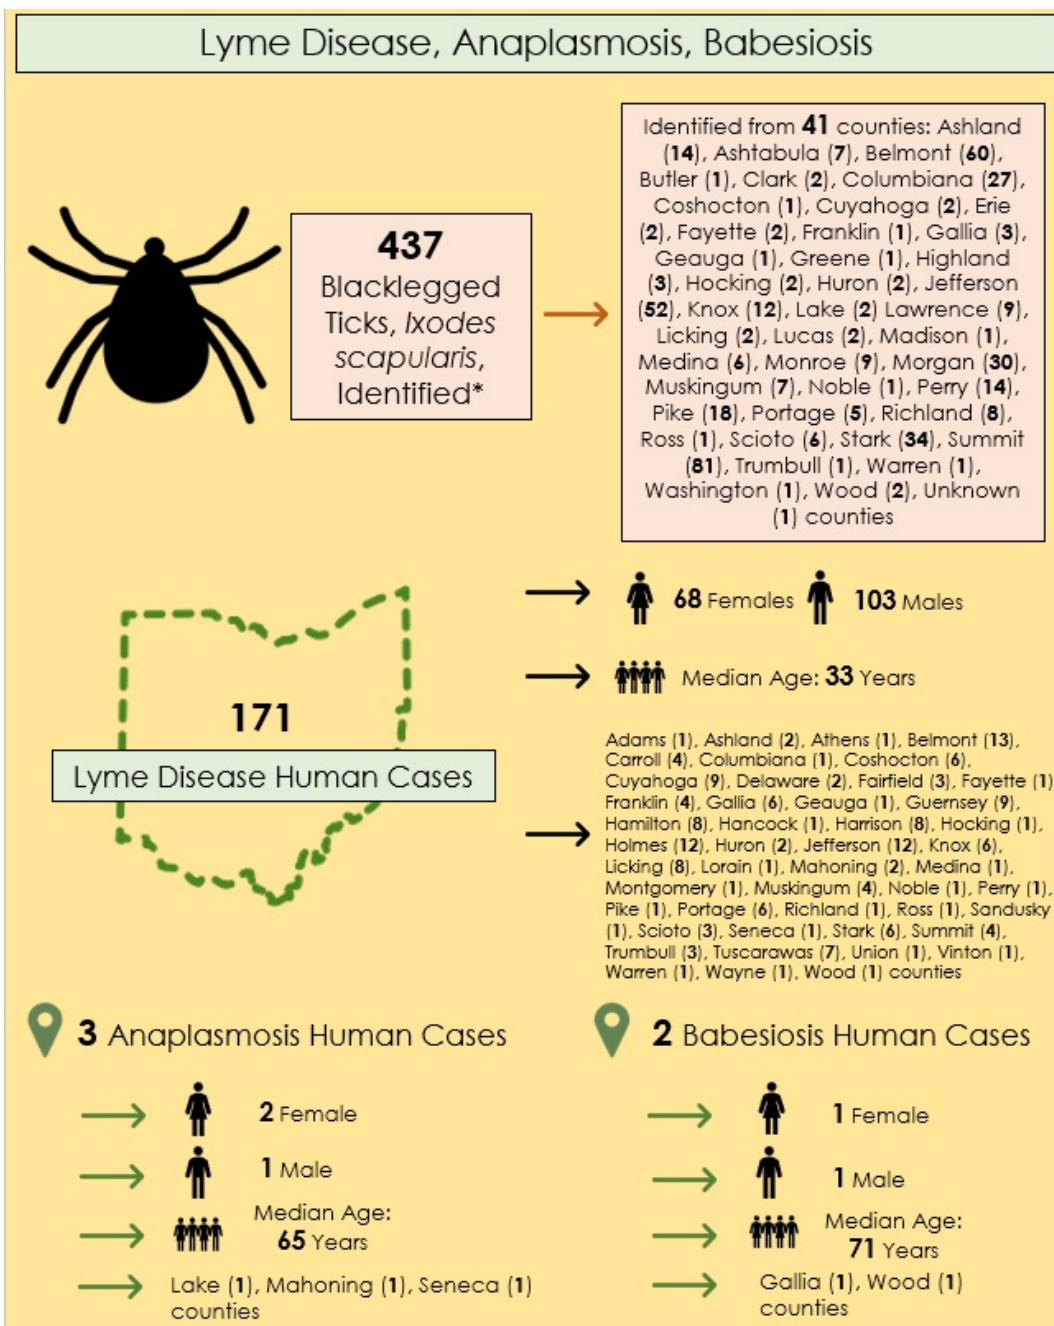 Lyme Disease, Anaplasmosis, Babesiosis
437
Blacklegged
Ticks, Ixodes
scapularis,
Identified*
Identified from 41 counties: Ashland
(14), Ashtabula (7), Belmont (60),
Butler (1), Clark (2), Columbiana (27),
Coshocton (1), Cuyahoga (2), Erie
(2), Fayette (2), Franklin (1), Gallia (3),
Geauga (1), Greene (1), Highland
(3), Hocking (2), Huron (2), Jefferson
(52), Knox (12), Lake (2) Lawrence (9),
Licking (2), Lucas (2), Madison (1),
Medina (6), Monroe (9), Morgan (30),
Muskingum (7), Noble (1), Perry (14),
Pike (18), Portage (5), Richland (8),
Ross (1), Scioto (6), Stark (34), Summit
(81), Trumbull (1), Warren (1),
Washington (1), Wood (2), Unknown
(1) counties
171
Lyme Disease Human Cases
68 Females 103 Males
Median Age: 33 Years
Adams (1), Ashland (2), Athens (1), Belmont (13),
Carroll (4), Columbiana (1), Coshocton (6),
Cuyahoga (9), Delaware (2), Fairfield (3), Fayette (1)
Franklin (4), Gallia (6), Geauga (1), Guernsey (9),
Hamilton (8), Hancock (1), Harrison (8), Hocking (1),
Holmes (12), Huron (2), Jefferson (12), Knox (6),
Licking (8), Lorain (1), Mahoning (2), Medina (1),
Montgomery (1), Muskingum (4), Noble (1), Perry (1),
Pike (1), Portage (6), Richland (1), Ross (1), Sandusky
(1), Scioto (3), Seneca (1), Stark (6), Summit (4),
Trumbull (3), Tuscarawas (7), Union (1), Vinton (1),
Warren (1), Wayne (1), Wood (1) counties
3 Anaplasmosis Human Cases
2 Female
1 Male
Median Age:
65 Years
Lake (1), Mahoning (1), Seneca (1)
counties
2 Babesiosis Human Cases
1 Female
1 Male
Median Age:
71 Years
Gallia (1), Wood (1)
counties